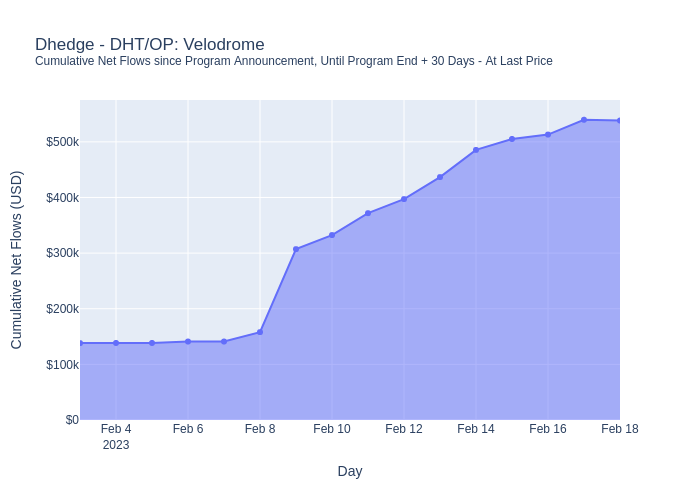 Dhedge - DHT/OP: Velodrome
Cumulative Net Flows since Program Announcement, Until Program End + 30 Days - At Last Price
Cumulative Net Flows (USD)
$500k
$400k
$300k
$200k
$100k
$0
Feb 4 Feb 6 Feb 8 Feb 10 Feb 12 Feb 14 Feb 16 Feb 18
2023
Day